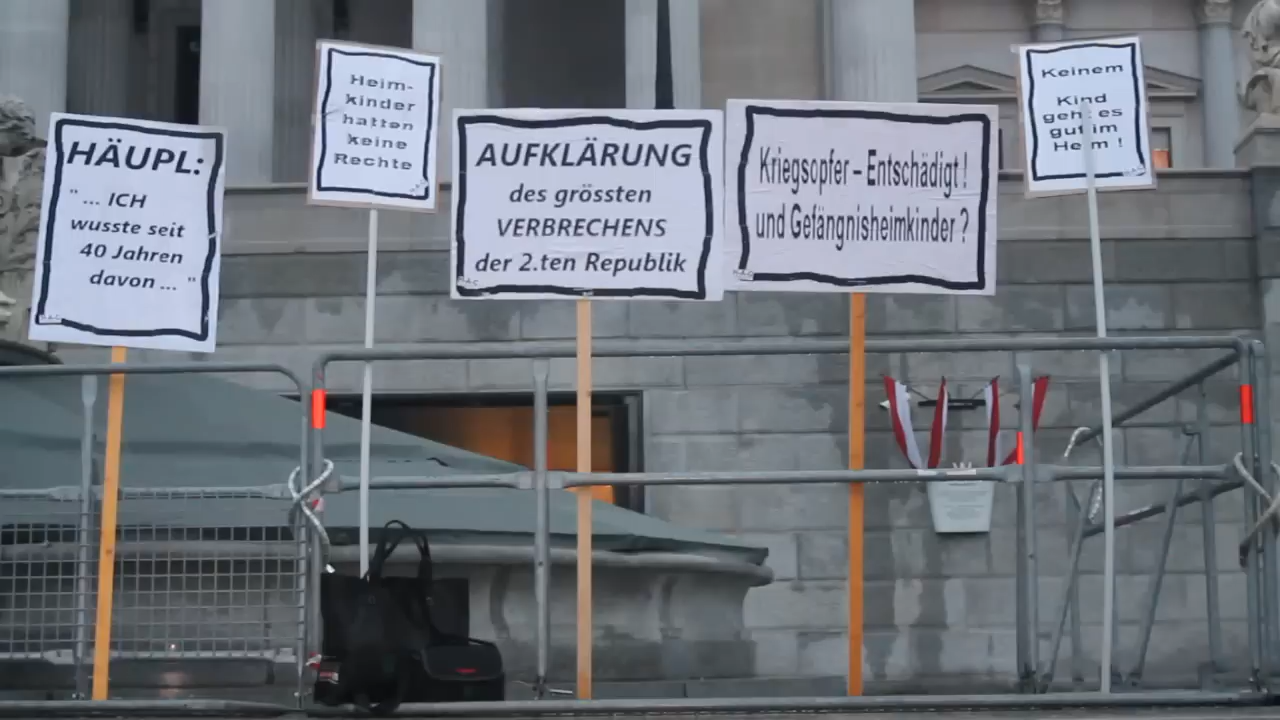 HÄUPL:
"... ICH
wusste seit
40 Jahren
davon ... "
Heim-
kinder
hatten
keine
Rechte
AUFKLÄRUNG
des grössten
VERBRECHENS
der 2.ten Republik
Kriegsopfer – Entschädigt !
und Gefängnisheimkinder ?
Keinem
Kind
geht es
gut im
Heim !